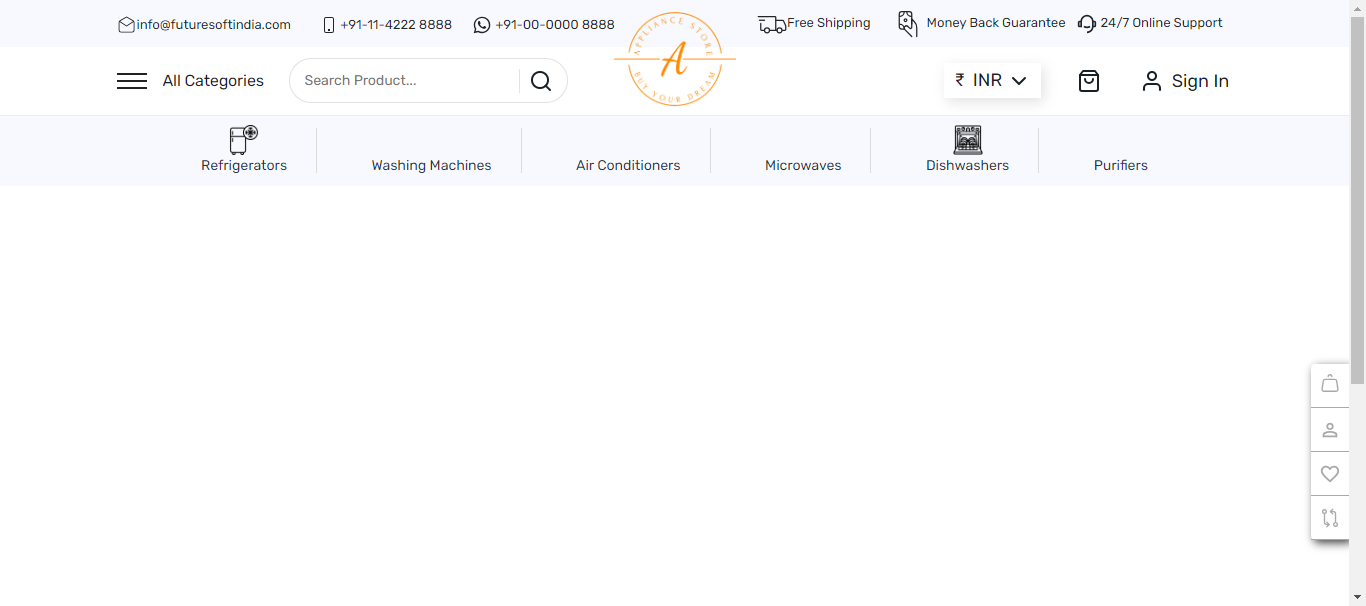 info@futuresoftindia.com +91-11-4222 8888 +91-00-0000 8888 Free Shipping Money Back Guarantee 24/7 Online Support
APPLIANCE STORE
A
BUY YOUR DREAM
All Categories Search Product... ₹ INR Sign In
Refrigerators Washing Machines Air Conditioners Microwaves Dishwashers Purifiers